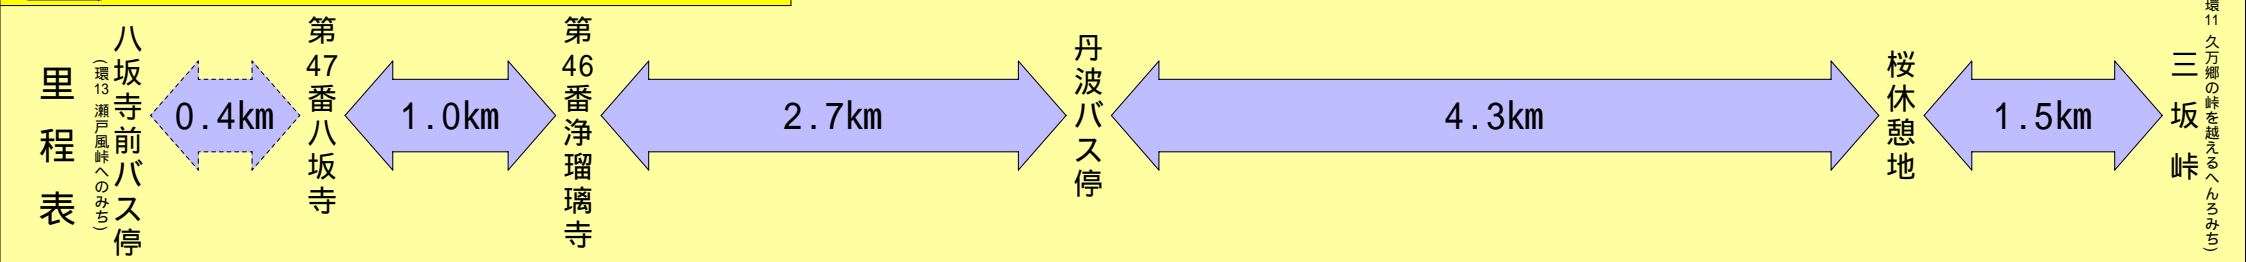 里程表
八坂寺前バス停
(環13 瀬戸風峠へのみち)
0.4km
第47番八坂寺
1.0km
第46番浄瑠璃寺
2.7km
丹波バス停
4.3km
桜休憩地
1.5km
三坂峠
環11 久万郷の峠を越えるへんろみち)